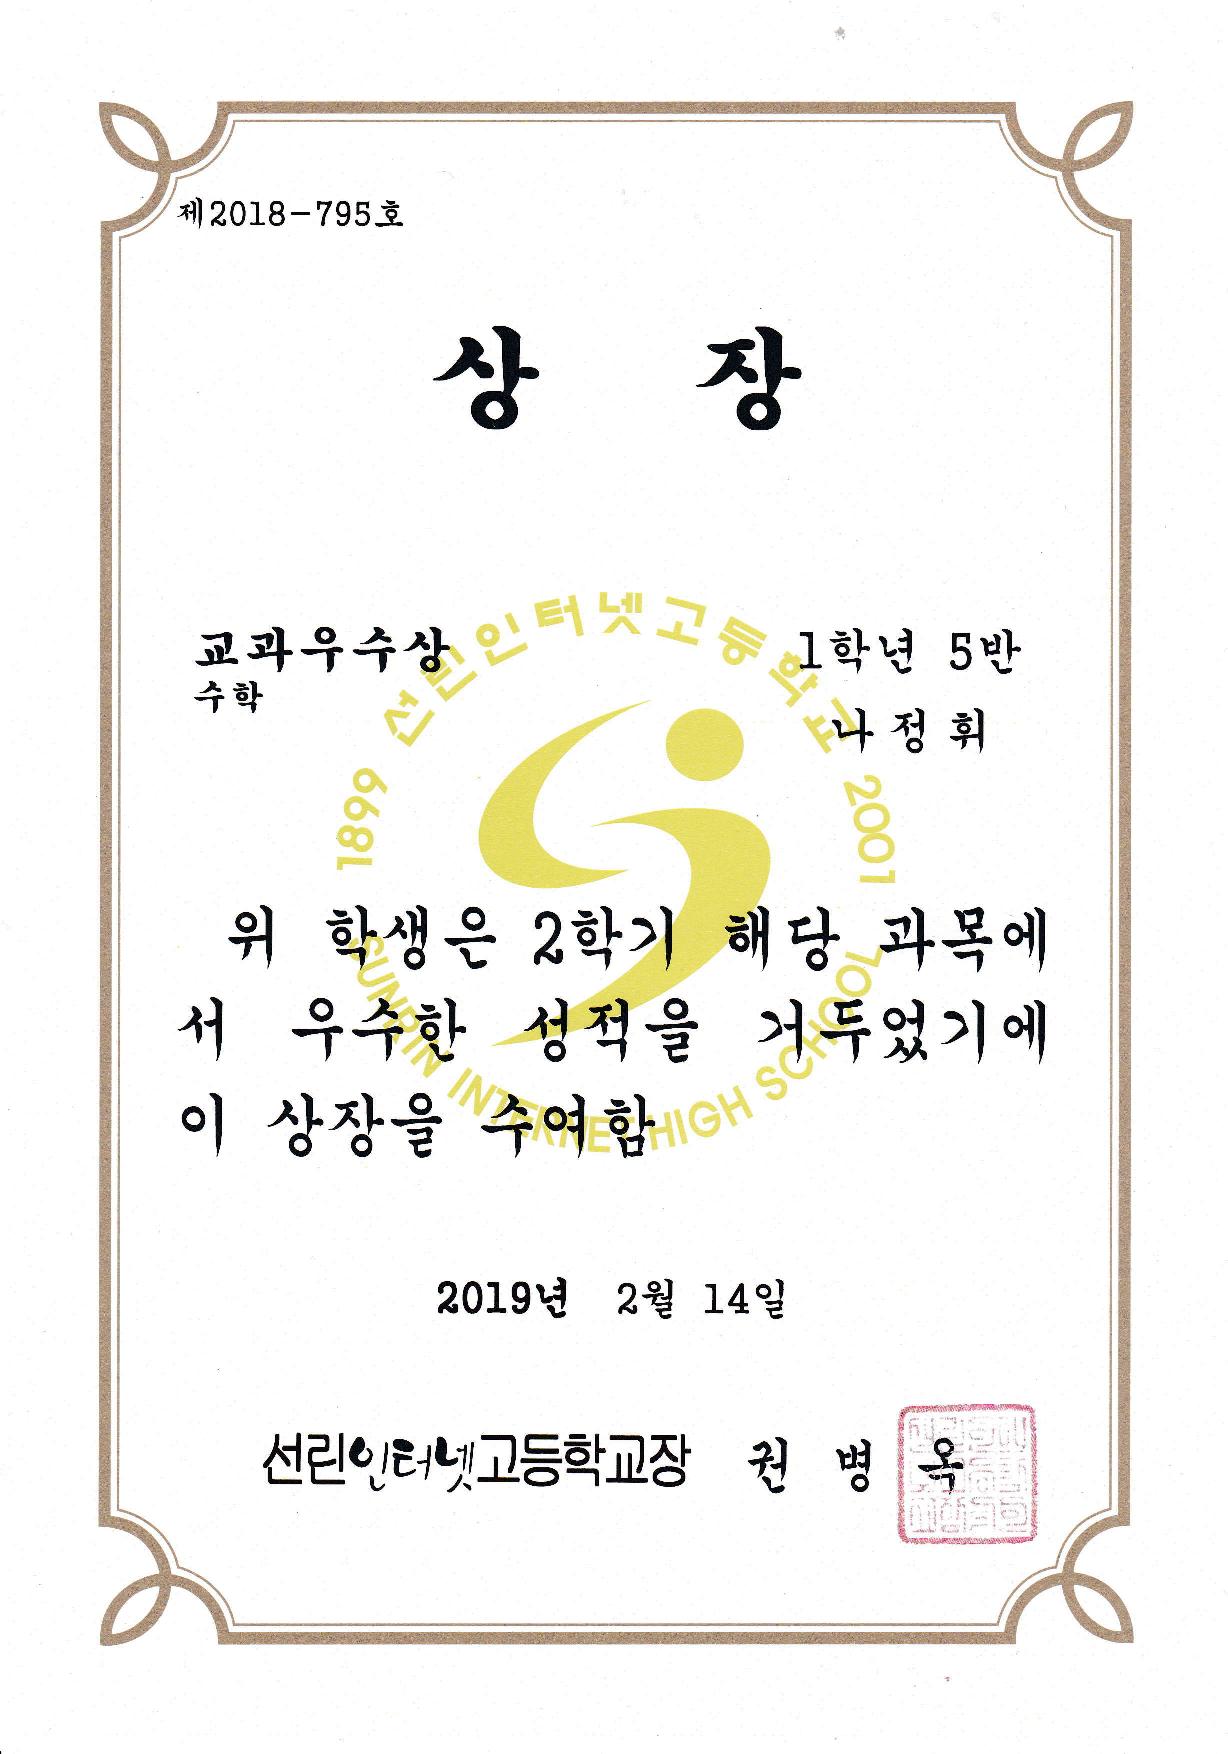 제2018-795호
상 장
교과우수상
수학
1학년 5반
나정휘
1899 선린인터넷고등학교 2001
SUNRIN INTERNET HIGH SCHOOL
위 학생은 2학기 해당 과목에
서 우수한 성적을 거두었기에
이 상장을 수여함
2019년 2월 14일
선린인터넷고등학교장 권병옥